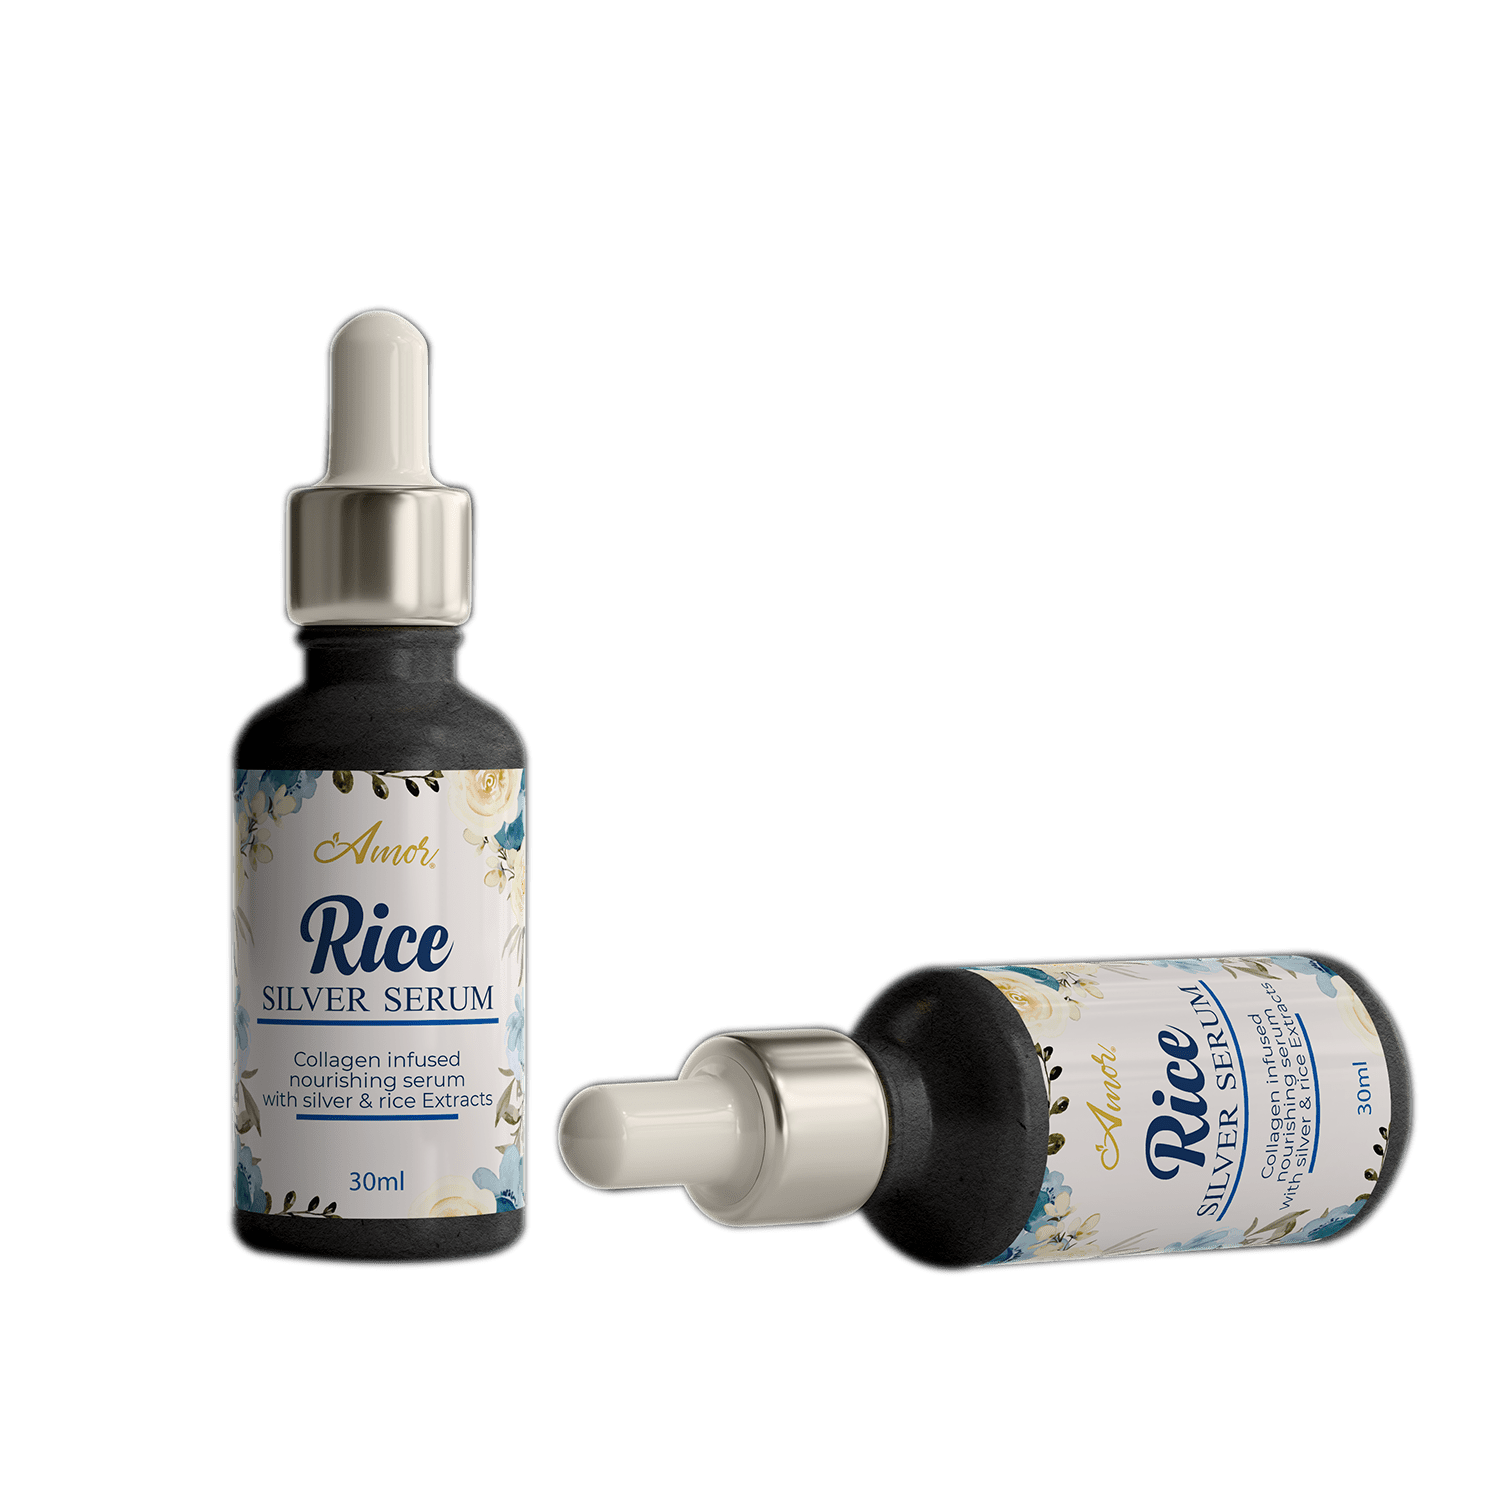 Amor®
Rice
SILVER SERUM
Collagen infused
nourishing serum
with silver & rice Extracts
30ml
Amor®
Rice
SILVER SERUM
Collagen infused
nourishing serum
with silver & rice Extracts
30ml